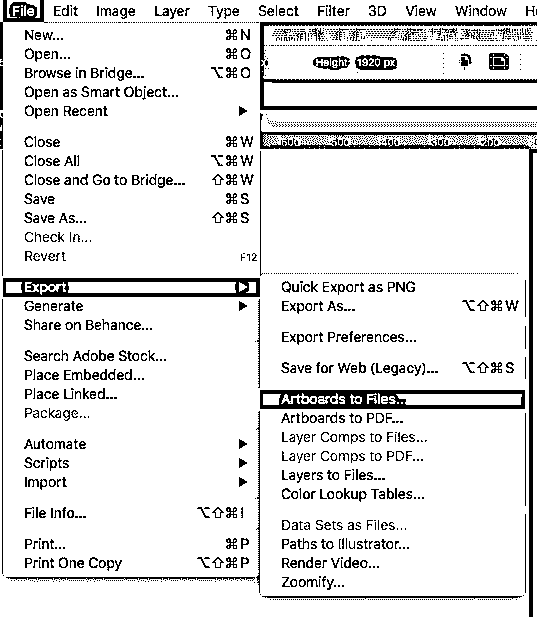 File Edit Image Layer Type Select Filter 3D View Window
New... ⌘N
Open... ⌘O
Browse in Bridge... ⌥⌘O
Open as Smart Object...
Open Recent ▶
Height: 1920 px
Close ⌘W
Close All ⌥⌘W
Close and Go to Bridge... ⇧⌘W
Save ⌘S
Save As... ⇧⌘S
Check In...
Revert F12
600 500 400 300 200
Export ▶
Generate ▶
Share on Behance...
Search Adobe Stock...
Place Embedded...
Place Linked...
Package...
Automate ▶
Scripts ▶
Import ▶
File Info... ⌥⇧⌘I
Print... ⌘P
Print One Copy ⌥⇧⌘P
Quick Export as PNG
Export As... ⌥⇧⌘W
Export Preferences...
Save for Web (Legacy)... ⌥⇧⌘S
Artboards to Files...
Artboards to PDF...
Layer Comps to Files...
Layer Comps to PDF...
Layers to Files...
Color Lookup Tables...
Data Sets as Files...
Paths to Illustrator...
Render Video...
Zoomify...